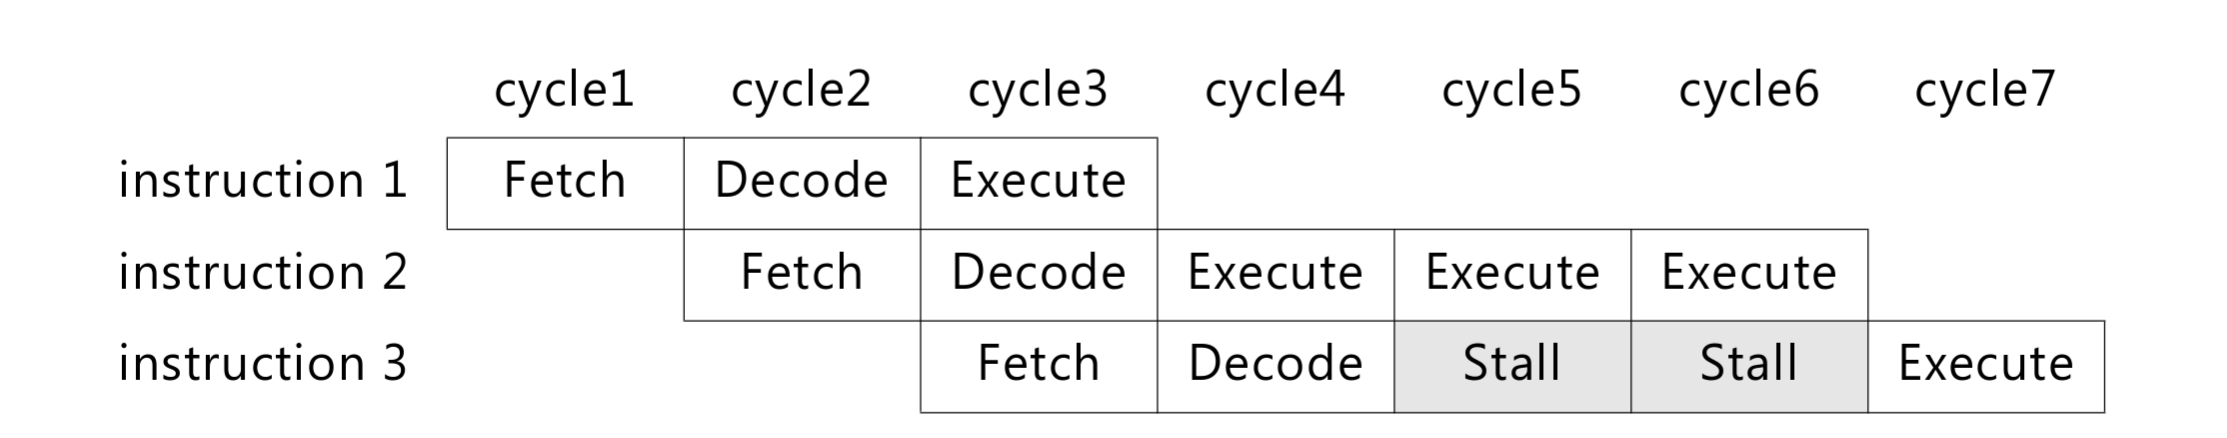 cycle1 cycle2 cycle3 cycle4 cycle5 cycle6 cycle7
instruction 1 Fetch Decode Execute
instruction 2 Fetch Decode Execute Execute Execute
instruction 3 Fetch Decode Stall Stall Execute